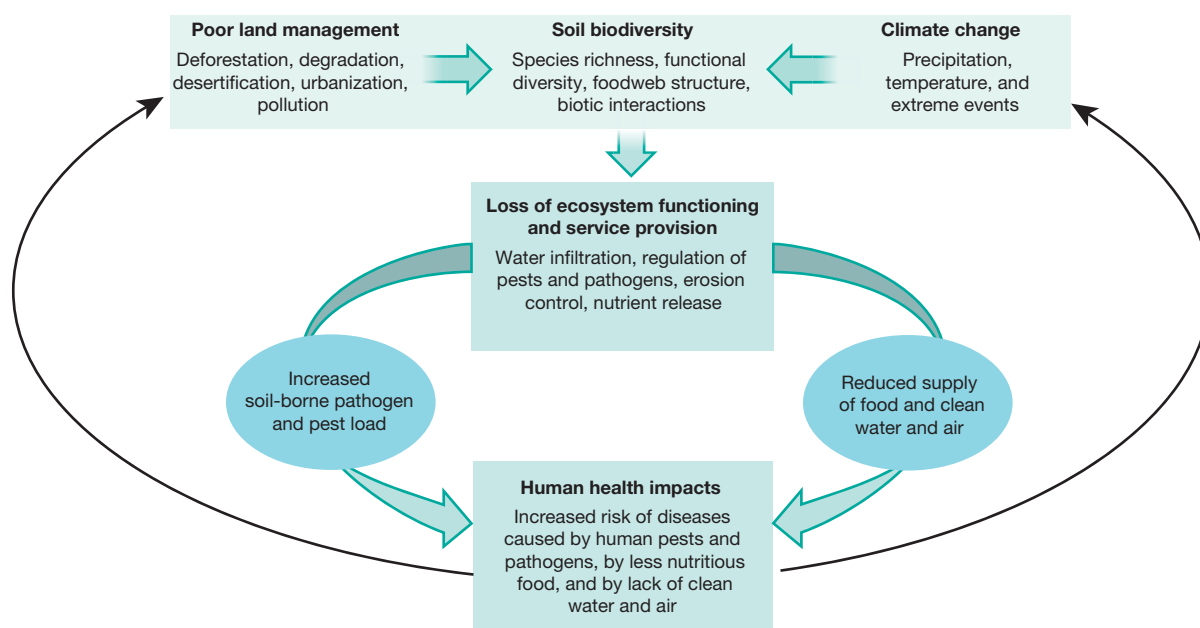 Poor land management
Deforestation, degradation,
desertification, urbanization,
pollution
Soil biodiversity
Species richness, functional
diversity, foodweb structure,
biotic interactions
Climate change
Precipitation,
temperature, and
extreme events
Loss of ecosystem functioning
and service provision
Water infiltration, regulation of
pests and pathogens, erosion
control, nutrient release
Increased
soil-borne pathogen
and pest load
Reduced supply
of food and clean
water and air
Human health impacts
Increased risk of diseases
caused by human pests and
pathogens, by less nutritious
food, and by lack of clean
water and air